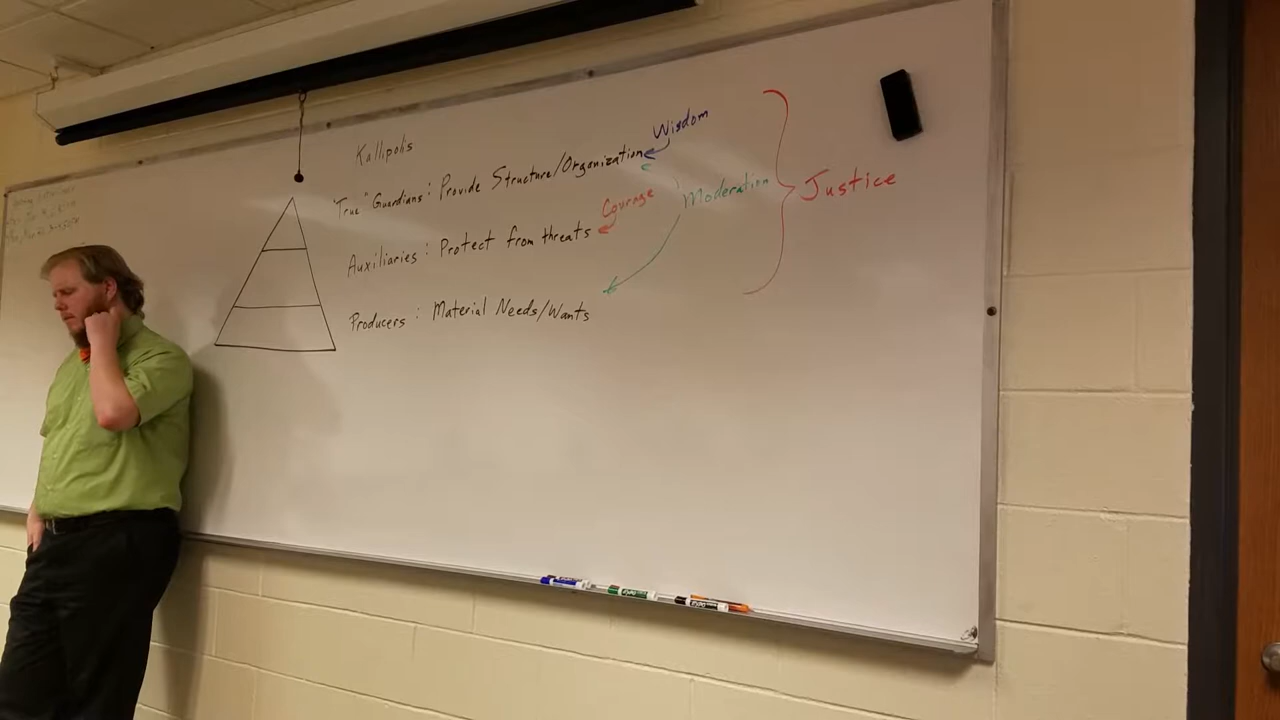 Kallipolis
"True" Guardians: Provide Structure/Organization
Wisdom
Auxiliaries: Protect from threats
Courage
Moderation
Justice
Producers: Material Needs/Wants